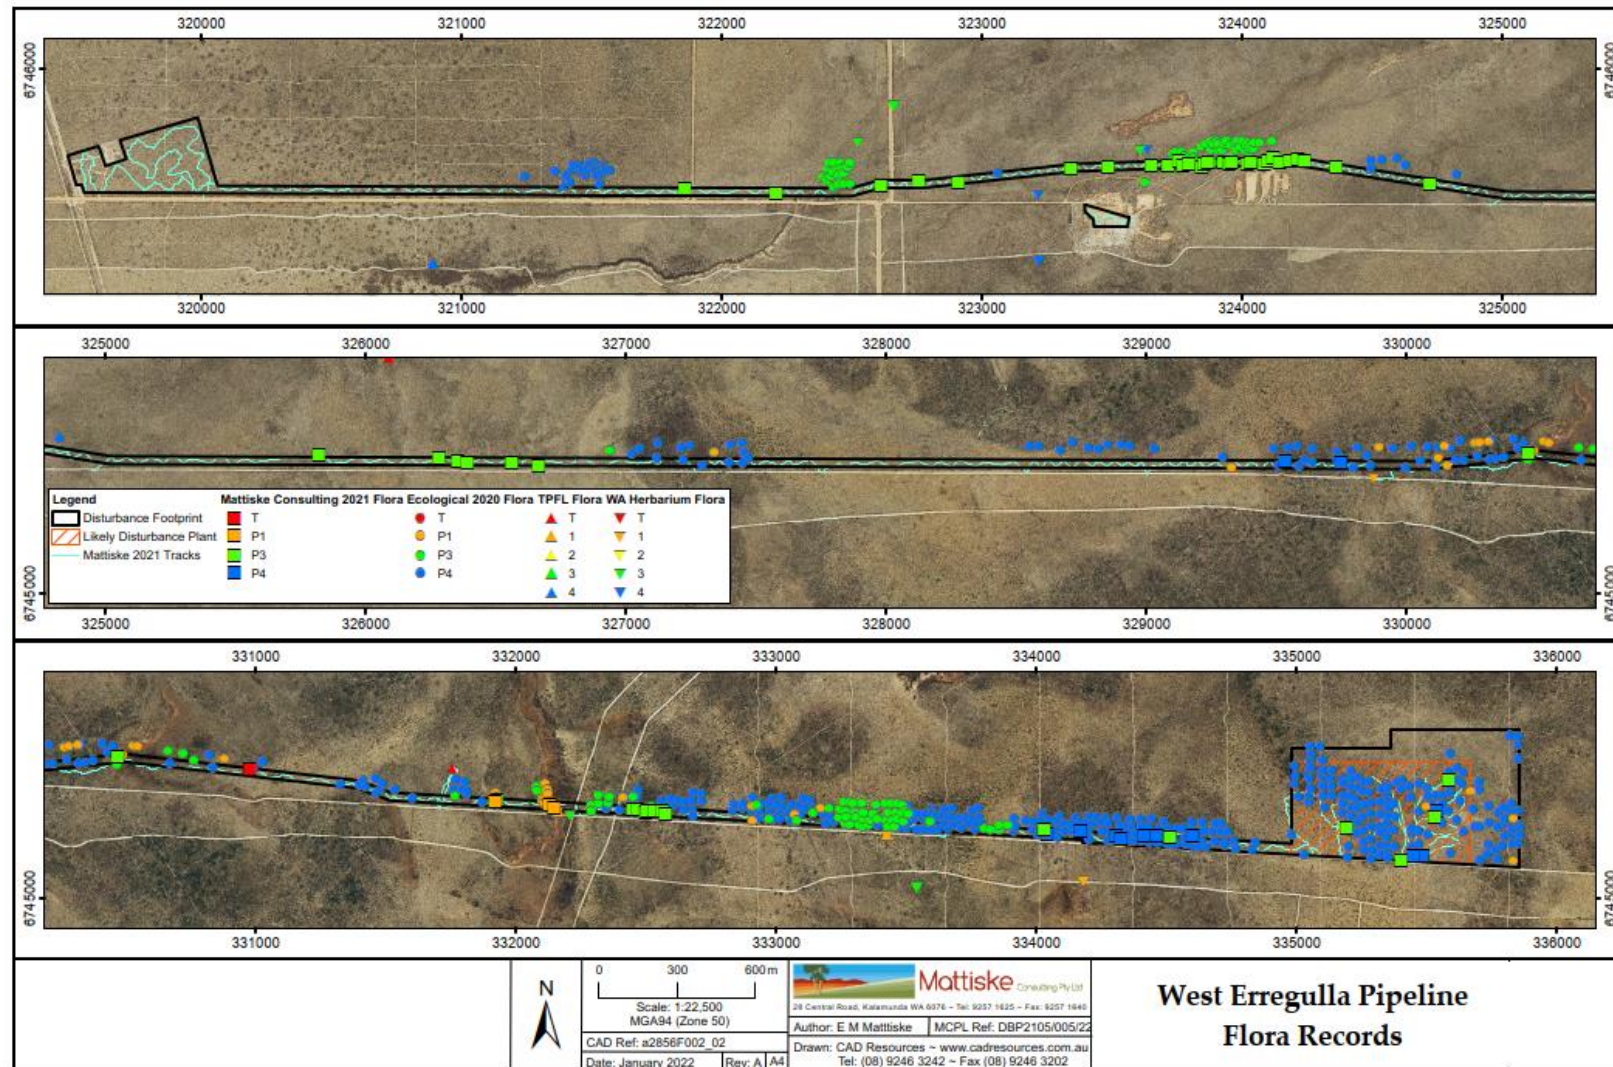 320000 321000 322000 323000 324000 325000
6746000 6746000
320000 321000 322000 323000 324000 325000
325000 326000 327000 328000 329000 330000
Legend Mattiske Consulting 2021 Flora Ecological 2020 Flora TPFL Flora WA Herbarium Flora
Disturbance Footprint T T T T
Likely Disturbance Plant P1 P1 1 1
Mattiske 2021 Tracks P3 P3 2 2
P4 P4 3 3
4 4
6745000 6745000
325000 326000 327000 328000 329000 330000
331000 332000 333000 334000 335000 336000
6745000 6745000
331000 332000 333000 334000 335000 336000
N
0 300 600 m
Scale: 1:22,500
MGA94 (Zone 50)
CAD Ref: a2856F002_02
Date: January 2022 Rev: A A4
Mattiske Consulting Pty Ltd
28 Central Road, Kalamunda WA 6076 ~ Tel: 9257 1625 ~ Fax: 9257 1640
Author: E M Matttiske MCPL Ref: DBP2105/005/22
Drawn: CAD Resources ~ www.cadresources.com.au
Tel: (08) 9246 3242 ~ Fax (08) 9246 3202
West Erregulla Pipeline
Flora Records